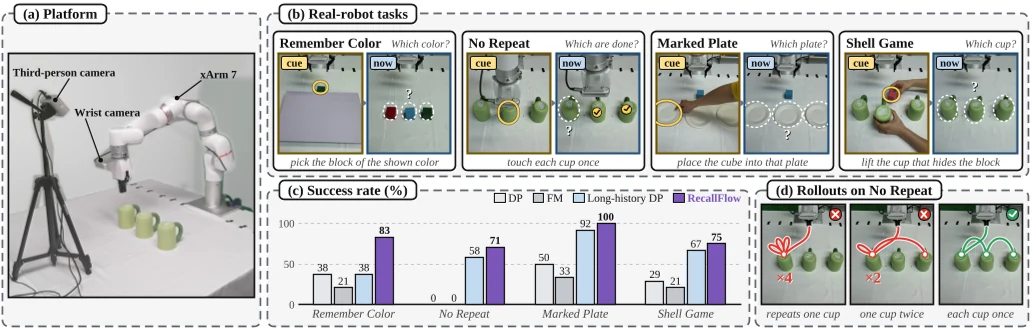 (a) Platform
Third-person camera
xArm 7
Wrist camera
(b) Real-robot tasks
Remember Color
Which color?
cue
now
?
pick the block of the shown color
No Repeat
Which are done?
cue
now
?
?
touch each cup once
Marked Plate
Which plate?
cue
now
?
place the cube into that plate
Shell Game
Which cup?
cue
now
?
lift the cup that hides the block
(c) Success rate (%)
DP
FM
Long-history DP
RecallFlow
100
50
0
38
21
38
83
0
0
58
71
50
33
92
100
29
21
67
75
Remember Color
No Repeat
Marked Plate
Shell Game
(d) Rollouts on No Repeat
×4
×2
repeats one cup
one cup twice
each cup once